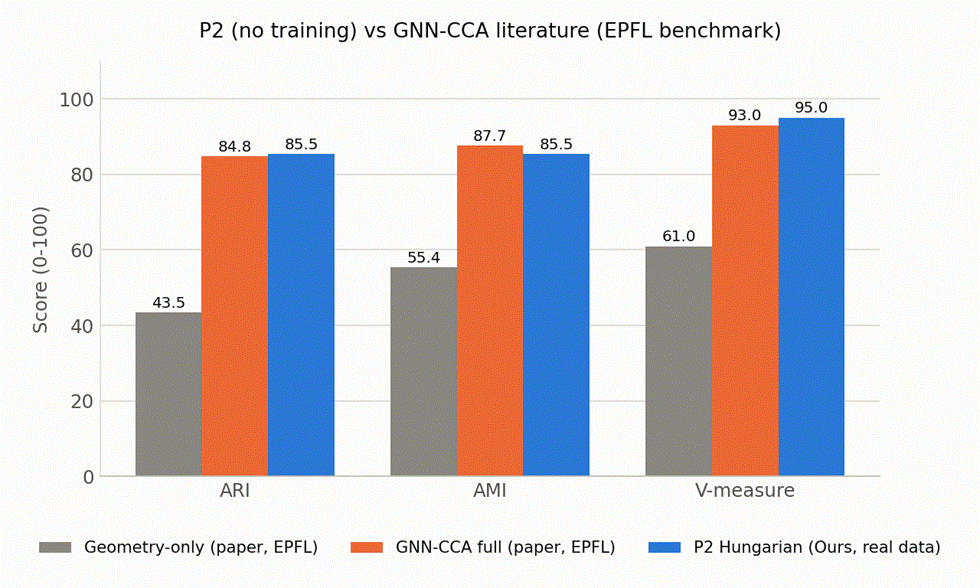 P2 (no training) vs GNN-CCA literature (EPFL benchmark)
Score (0-100)
100
80
60
40
20
0
43.5
84.8
85.5
55.4
87.7
85.5
61.0
93.0
95.0
ARI
AMI
V-measure
Geometry-only (paper, EPFL)
GNN-CCA full (paper, EPFL)
P2 Hungarian (Ours, real data)